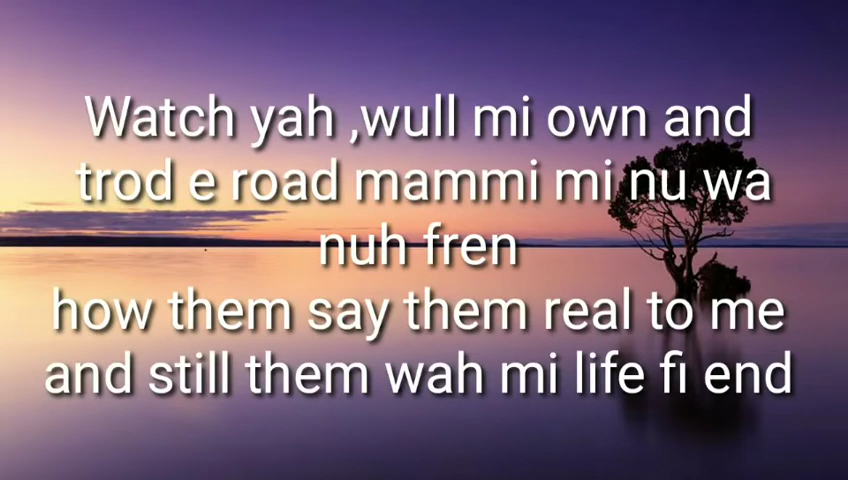 Watch yah ,wull mi own and
trod e road mammi mi nu wa
nuh fren
how them say them real to me
and still them wah mi life fi end